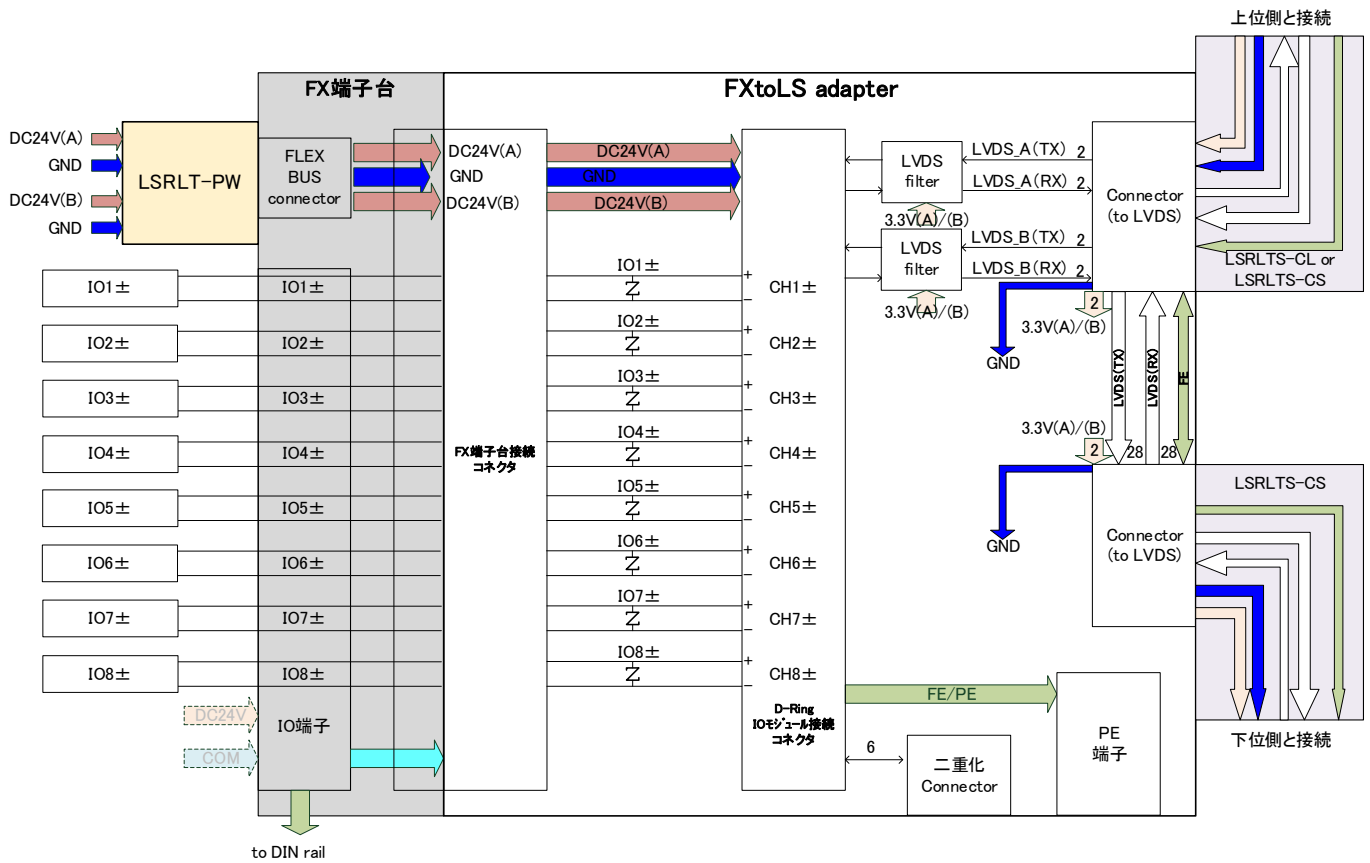 上位側と接続
FX端子台
FXtoLS adapter
DC24V(A)
GND
DC24V(B)
GND
LSRLT-PW
FLEX
BUS
connector
DC24V(A)
GND
DC24V(B)
DC24V(A)
GND
DC24V(B)
LVDS
filter
LVDS_A(TX) 2
LVDS_A(RX) 2
3.3V(A)/(B)
LVDS
filter
LVDS_B(TX) 2
LVDS_B(RX) 2
3.3V(A)/(B)
Connector
(to LVDS)
LSRLTS-CL or
LSRLTS-CS
2
3.3V(A)/(B)
GND
LVDS(TX)
LVDS(RX)
FE
3.3V(A)/(B)
2
28
28
GND
Connector
(to LVDS)
LSRLTS-CS
下位側と接続
IO1±
IO1±
IO1±
Z
+
−
CH1±
IO2±
IO2±
IO2±
Z
+
−
CH2±
IO3±
IO3±
IO3±
Z
+
−
CH3±
IO4±
IO4±
IO4±
Z
+
−
CH4±
FX端子台接続
コネクタ
IO5±
IO5±
IO5±
Z
+
−
CH5±
IO6±
IO6±
IO6±
Z
+
−
CH6±
IO7±
IO7±
IO7±
Z
+
−
CH7±
IO8±
IO8±
IO8±
Z
+
−
CH8±
DC24V
COM
IO端子
to DIN rail
D-Ring
IOモジュール接続
コネクタ
FE/PE
6
二重化
Connector
PE
端子